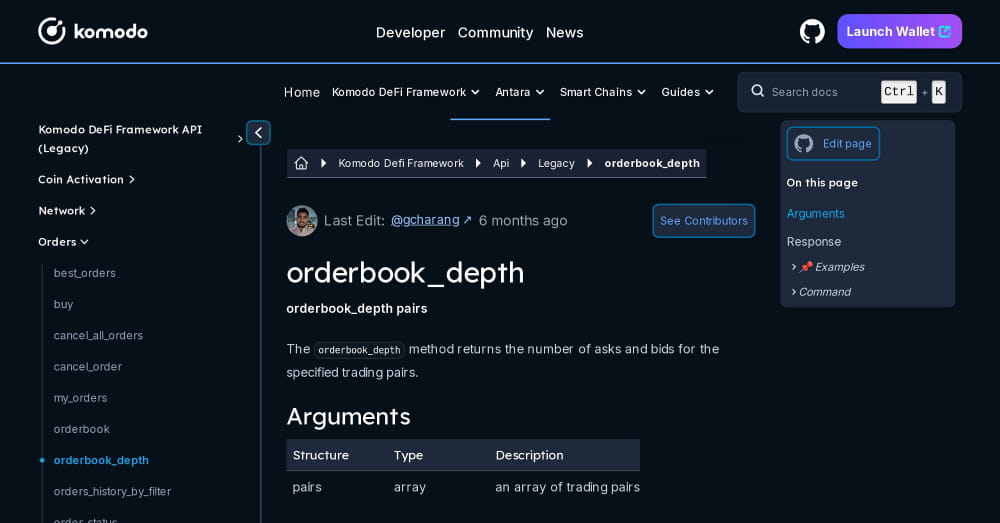 komodo
Developer Community News
Launch Wallet
Home Komodo DeFi Framework Antara Smart Chains Guides
Search docs Ctrl + K
Komodo DeFi Framework API
(Legacy)
Coin Activation
Network
Orders
best_orders
buy
cancel_all_orders
cancel_order
my_orders
orderbook
orderbook_depth
orders_history_by_filter
order_status
Komodo Defi Framework Api Legacy orderbook_depth
Last Edit: @gcharang ↗ 6 months ago
See Contributors
orderbook_depth
orderbook_depth pairs
The orderbook_depth method returns the number of asks and bids for the
specified trading pairs.
Arguments
Structure Type Description
pairs array an array of trading pairs
Edit page
On this page
Arguments
Response
📌 Examples
Command